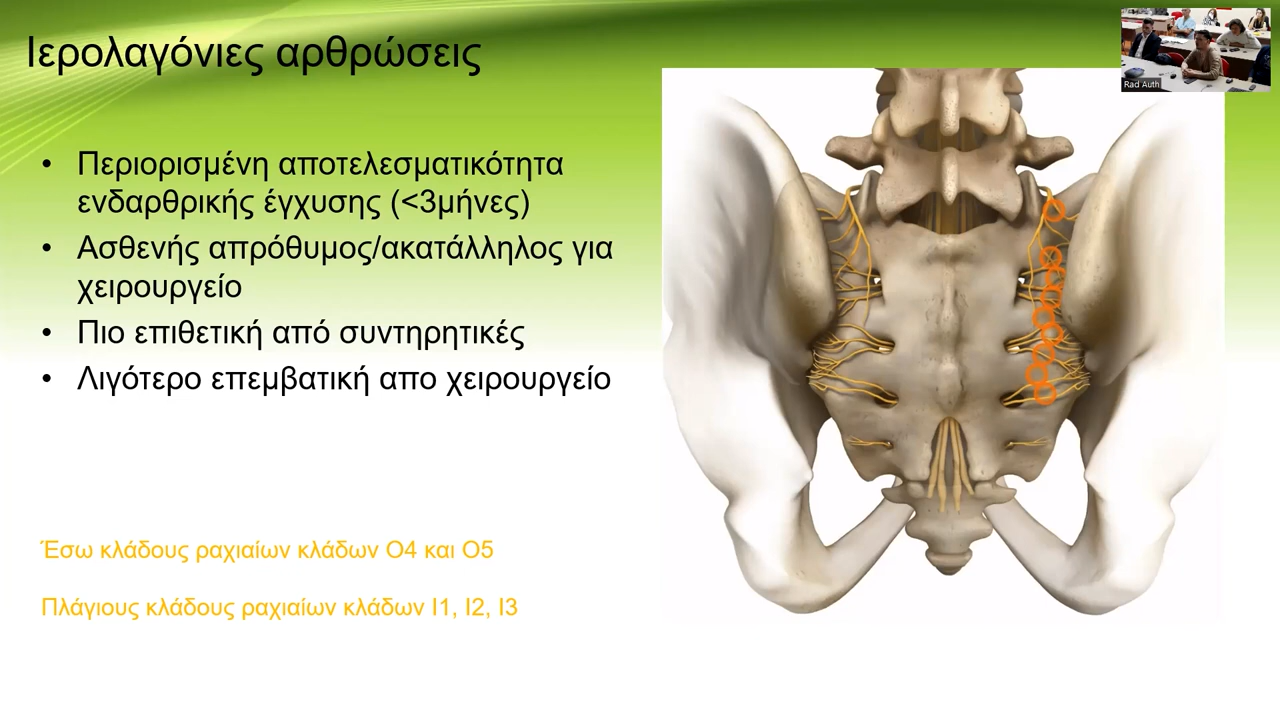 Ιερολαγόνιες αρθρώσεις
Rad Auth
• Περιορισμένη αποτελεσματικότητα
ενδαρθρικής έγχυσης (<3μήνες)
• Ασθενής απρόθυμος/ακατάλληλος για
χειρουργείο
• Πιο επιθετική από συντηρητικές
• Λιγότερο επεμβατική απο χειρουργείο
Έσω κλάδους ραχιαίων κλάδων Ο4 και Ο5
Πλάγιους κλάδους ραχιαίων κλάδων Ι1, Ι2, Ι3